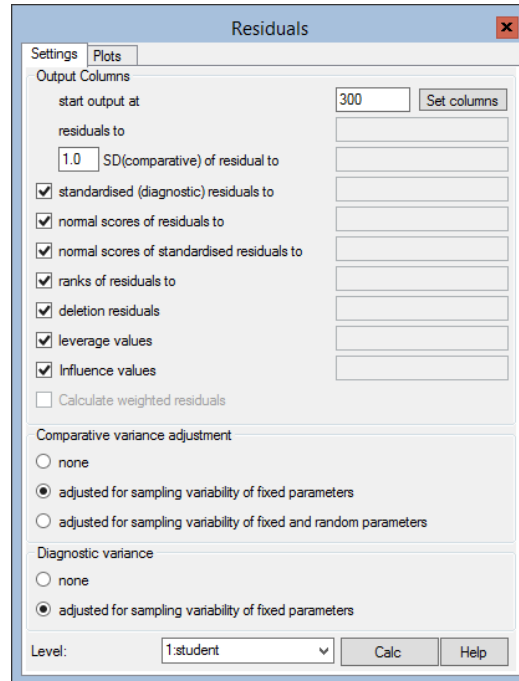 Residuals
Settings Plots
Output Columns
start output at 300 Set columns
residuals to
1.0 SD(comparative) of residual to
standardised (diagnostic) residuals to
normal scores of residuals to
normal scores of standardised residuals to
ranks of residuals to
deletion residuals
leverage values
Influence values
Calculate weighted residuals
Comparative variance adjustment
none
adjusted for sampling variability of fixed parameters
adjusted for sampling variability of fixed and random parameters
Diagnostic variance
none
adjusted for sampling variability of fixed parameters
Level: 1:student Calc Help